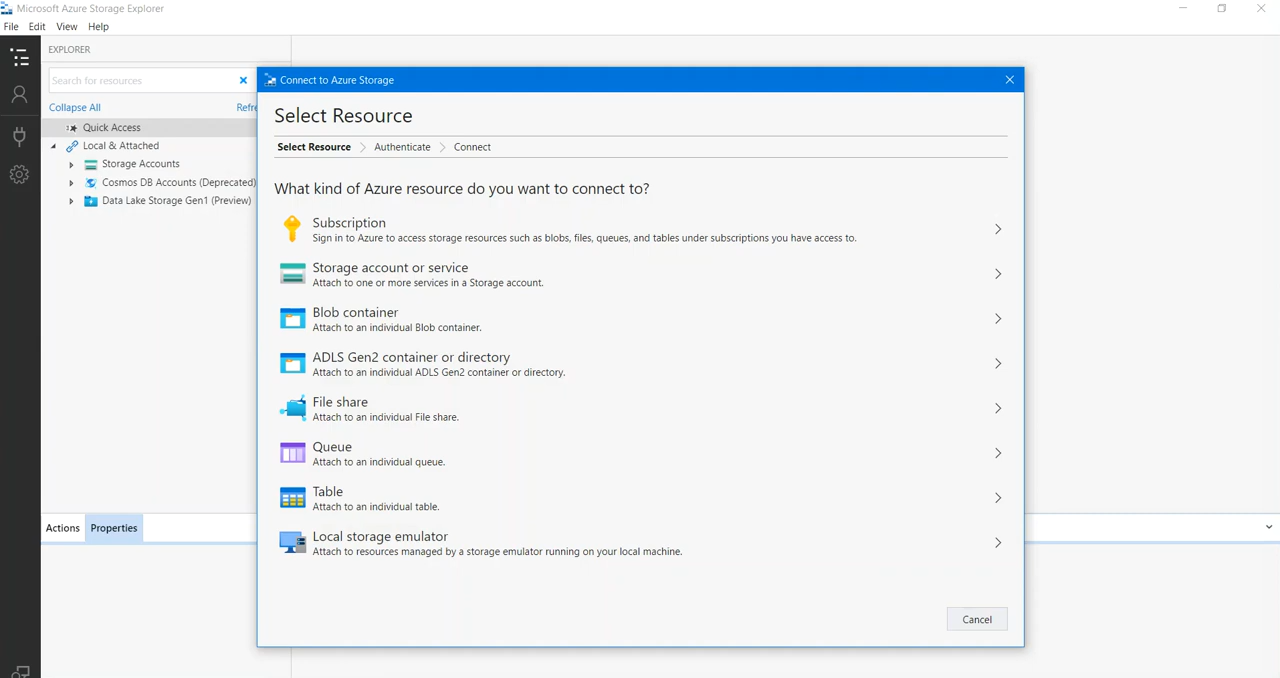 Microsoft Azure Storage Explorer
File Edit View Help
EXPLORER
Search for resources
Collapse All
Refre
Quick Access
Local & Attached
Storage Accounts
Cosmos DB Accounts (Deprecated)
Data Lake Storage Gen1 (Preview)
Actions Properties
Connect to Azure Storage
Select Resource
Select Resource Authenticate Connect
What kind of Azure resource do you want to connect to?
Subscription
Sign in to Azure to access storage resources such as blobs, files, queues, and tables under subscriptions you have access to.
Storage account or service
Attach to one or more services in a Storage account.
Blob container
Attach to an individual Blob container.
ADLS Gen2 container or directory
Attach to an individual ADLS Gen2 container or directory.
File share
Attach to an individual File share.
Queue
Attach to an individual queue.
Table
Attach to an individual table.
Local storage emulator
Attach to resources managed by a storage emulator running on your local machine.
Cancel